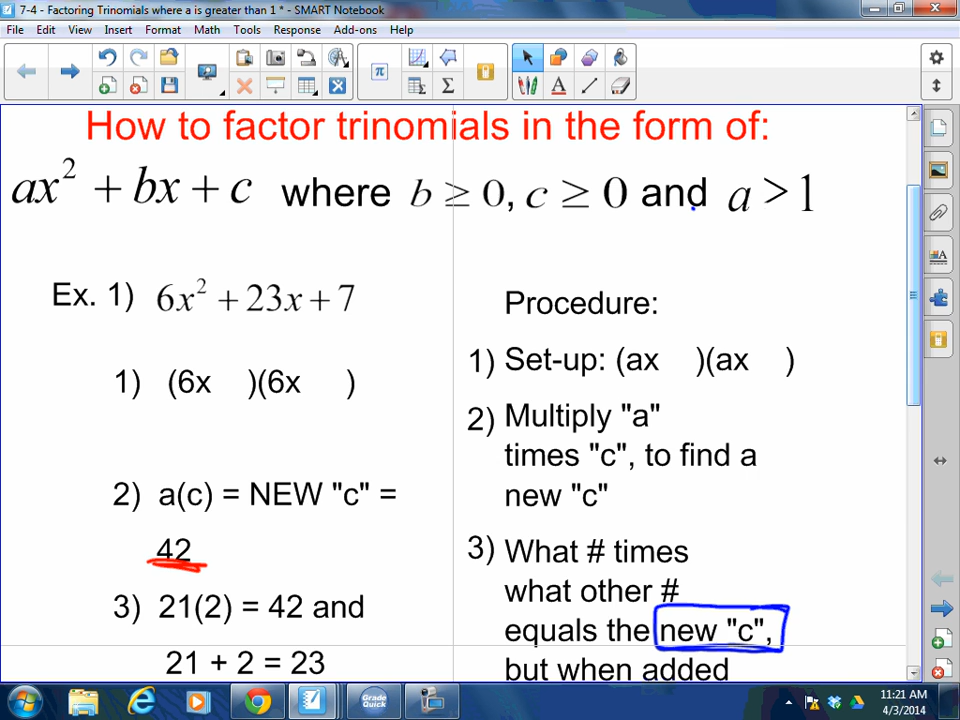 7-4 - Factoring Trinomials where a is greater than 1 * - SMART Notebook
File Edit View Insert Format Math Tools Response Add-ons Help
How to factor trinomials in the form of:
ax² + bx + c where b ≥ 0, c ≥ 0 and a > 1
Ex. 1) 6x² + 23x + 7
1) (6x )(6x )
2) a(c) = NEW "c" =
42
3) 21(2) = 42 and
21 + 2 = 23
Procedure:
1) Set-up: (ax )(ax )
2) Multiply "a"
times "c", to find a
new "c"
3) What # times
what other #
equals the new "c",
but when added
Grade
Quick
11:21 AM
4/3/2014